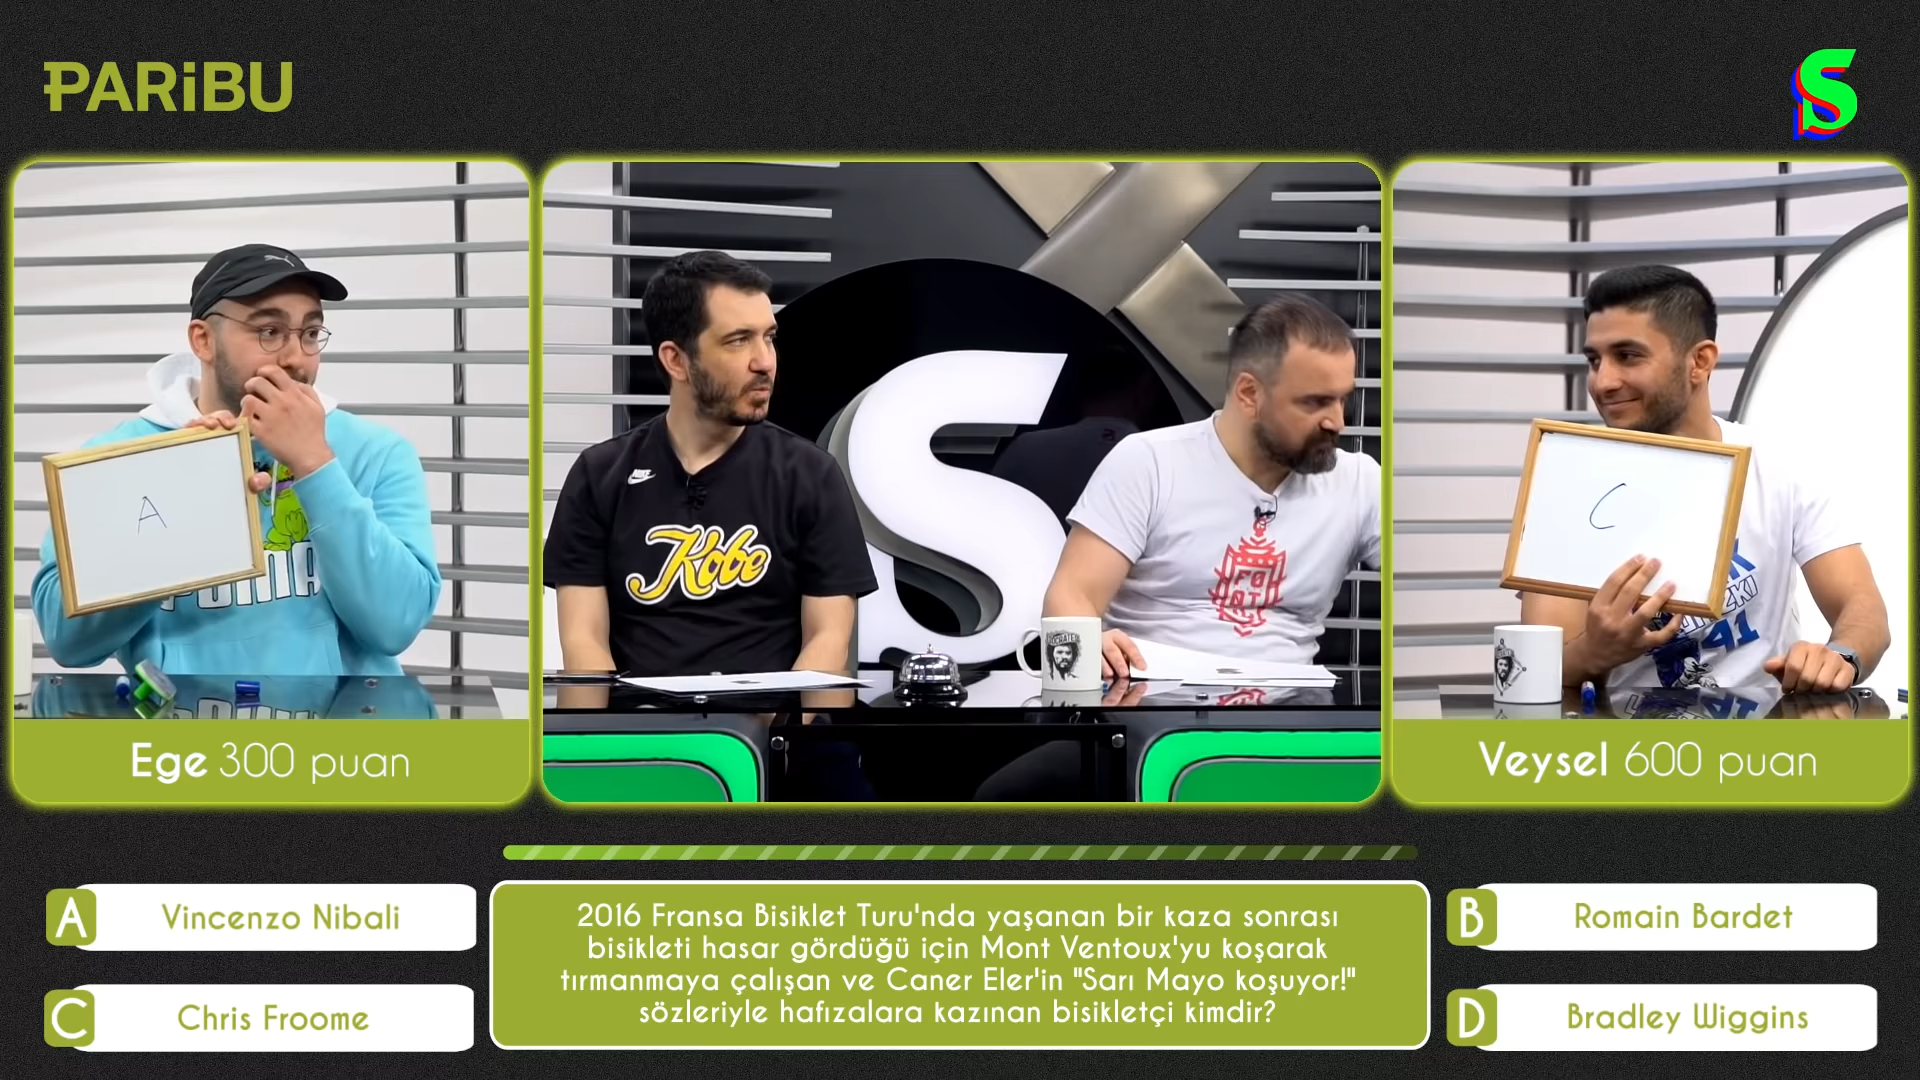 PARiBU
S
A
NIKE
Kobe
S
C
41
Ege 300 puan
Veysel 600 puan
A Vincenzo Nibali
B Romain Bardet
C Chris Froome
D Bradley Wiggins
2016 Fransa Bisiklet Turu'nda yaşanan bir kaza sonrası
bisikleti hasar gördüğü için Mont Ventoux'yu koşarak
tırmanmaya çalışan ve Caner Eler'in "Sarı Mayo koşuyor!"
sözleriyle hafızalara kazınan bisikletçi kimdir?